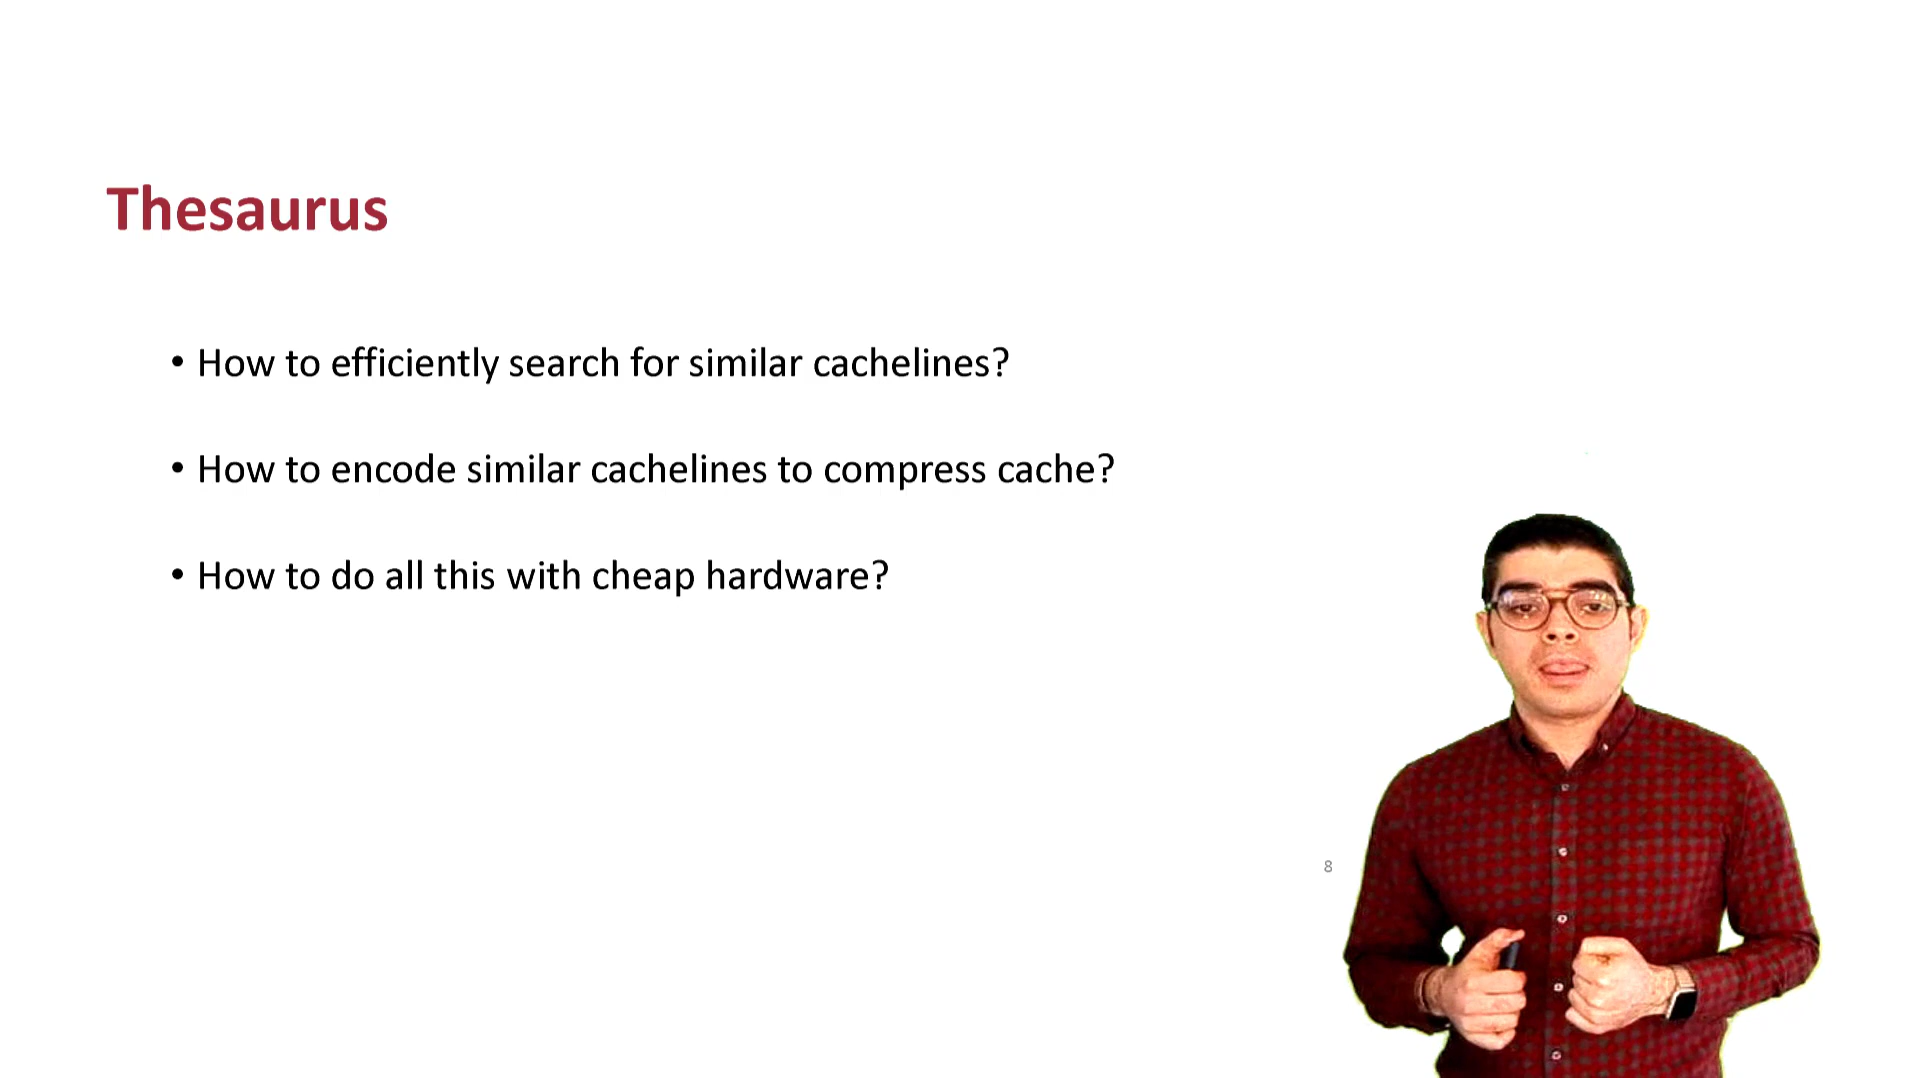 Thesaurus
• How to efficiently search for similar cachelines?
• How to encode similar cachelines to compress cache?
• How to do all this with cheap hardware?
8